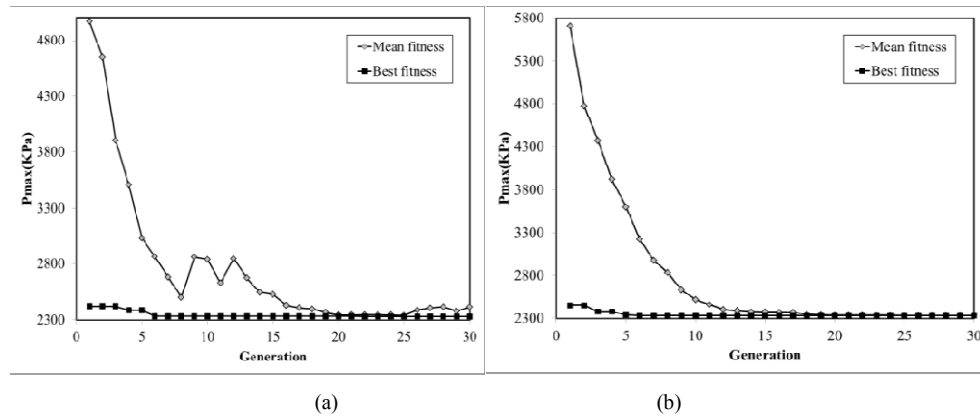 4800
4300
3800
3300
2800
2300
Pmax(KPa)
Mean fitness
Best fitness
0 5 10 15 20 25 30
Generation
(a)
5800
5300
4800
4300
3800
3300
2800
2300
Pmax(KPa)
Mean fitness
Best fitness
0 5 10 15 20 25 30
Generation
(b)